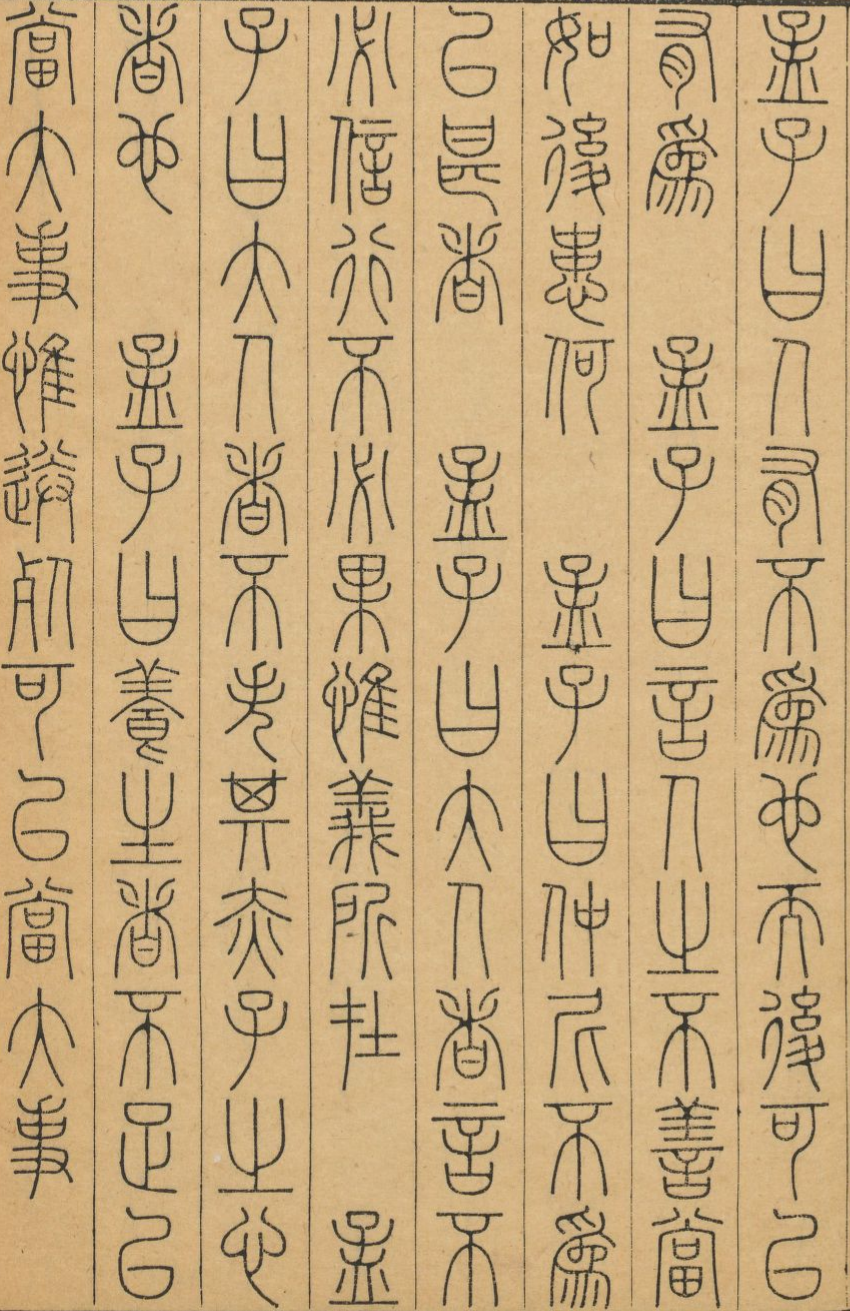 孟子曰人有不爲也而後可以
有爲　孟子曰言人之不善當
如後患何　孟子曰仲尼不爲
已甚者　孟子曰大人者言不
必信行不必果惟義所在　孟
子曰大人者不失其赤子之心
者也　孟子曰養生者不足以
當大事惟送死可以當大事